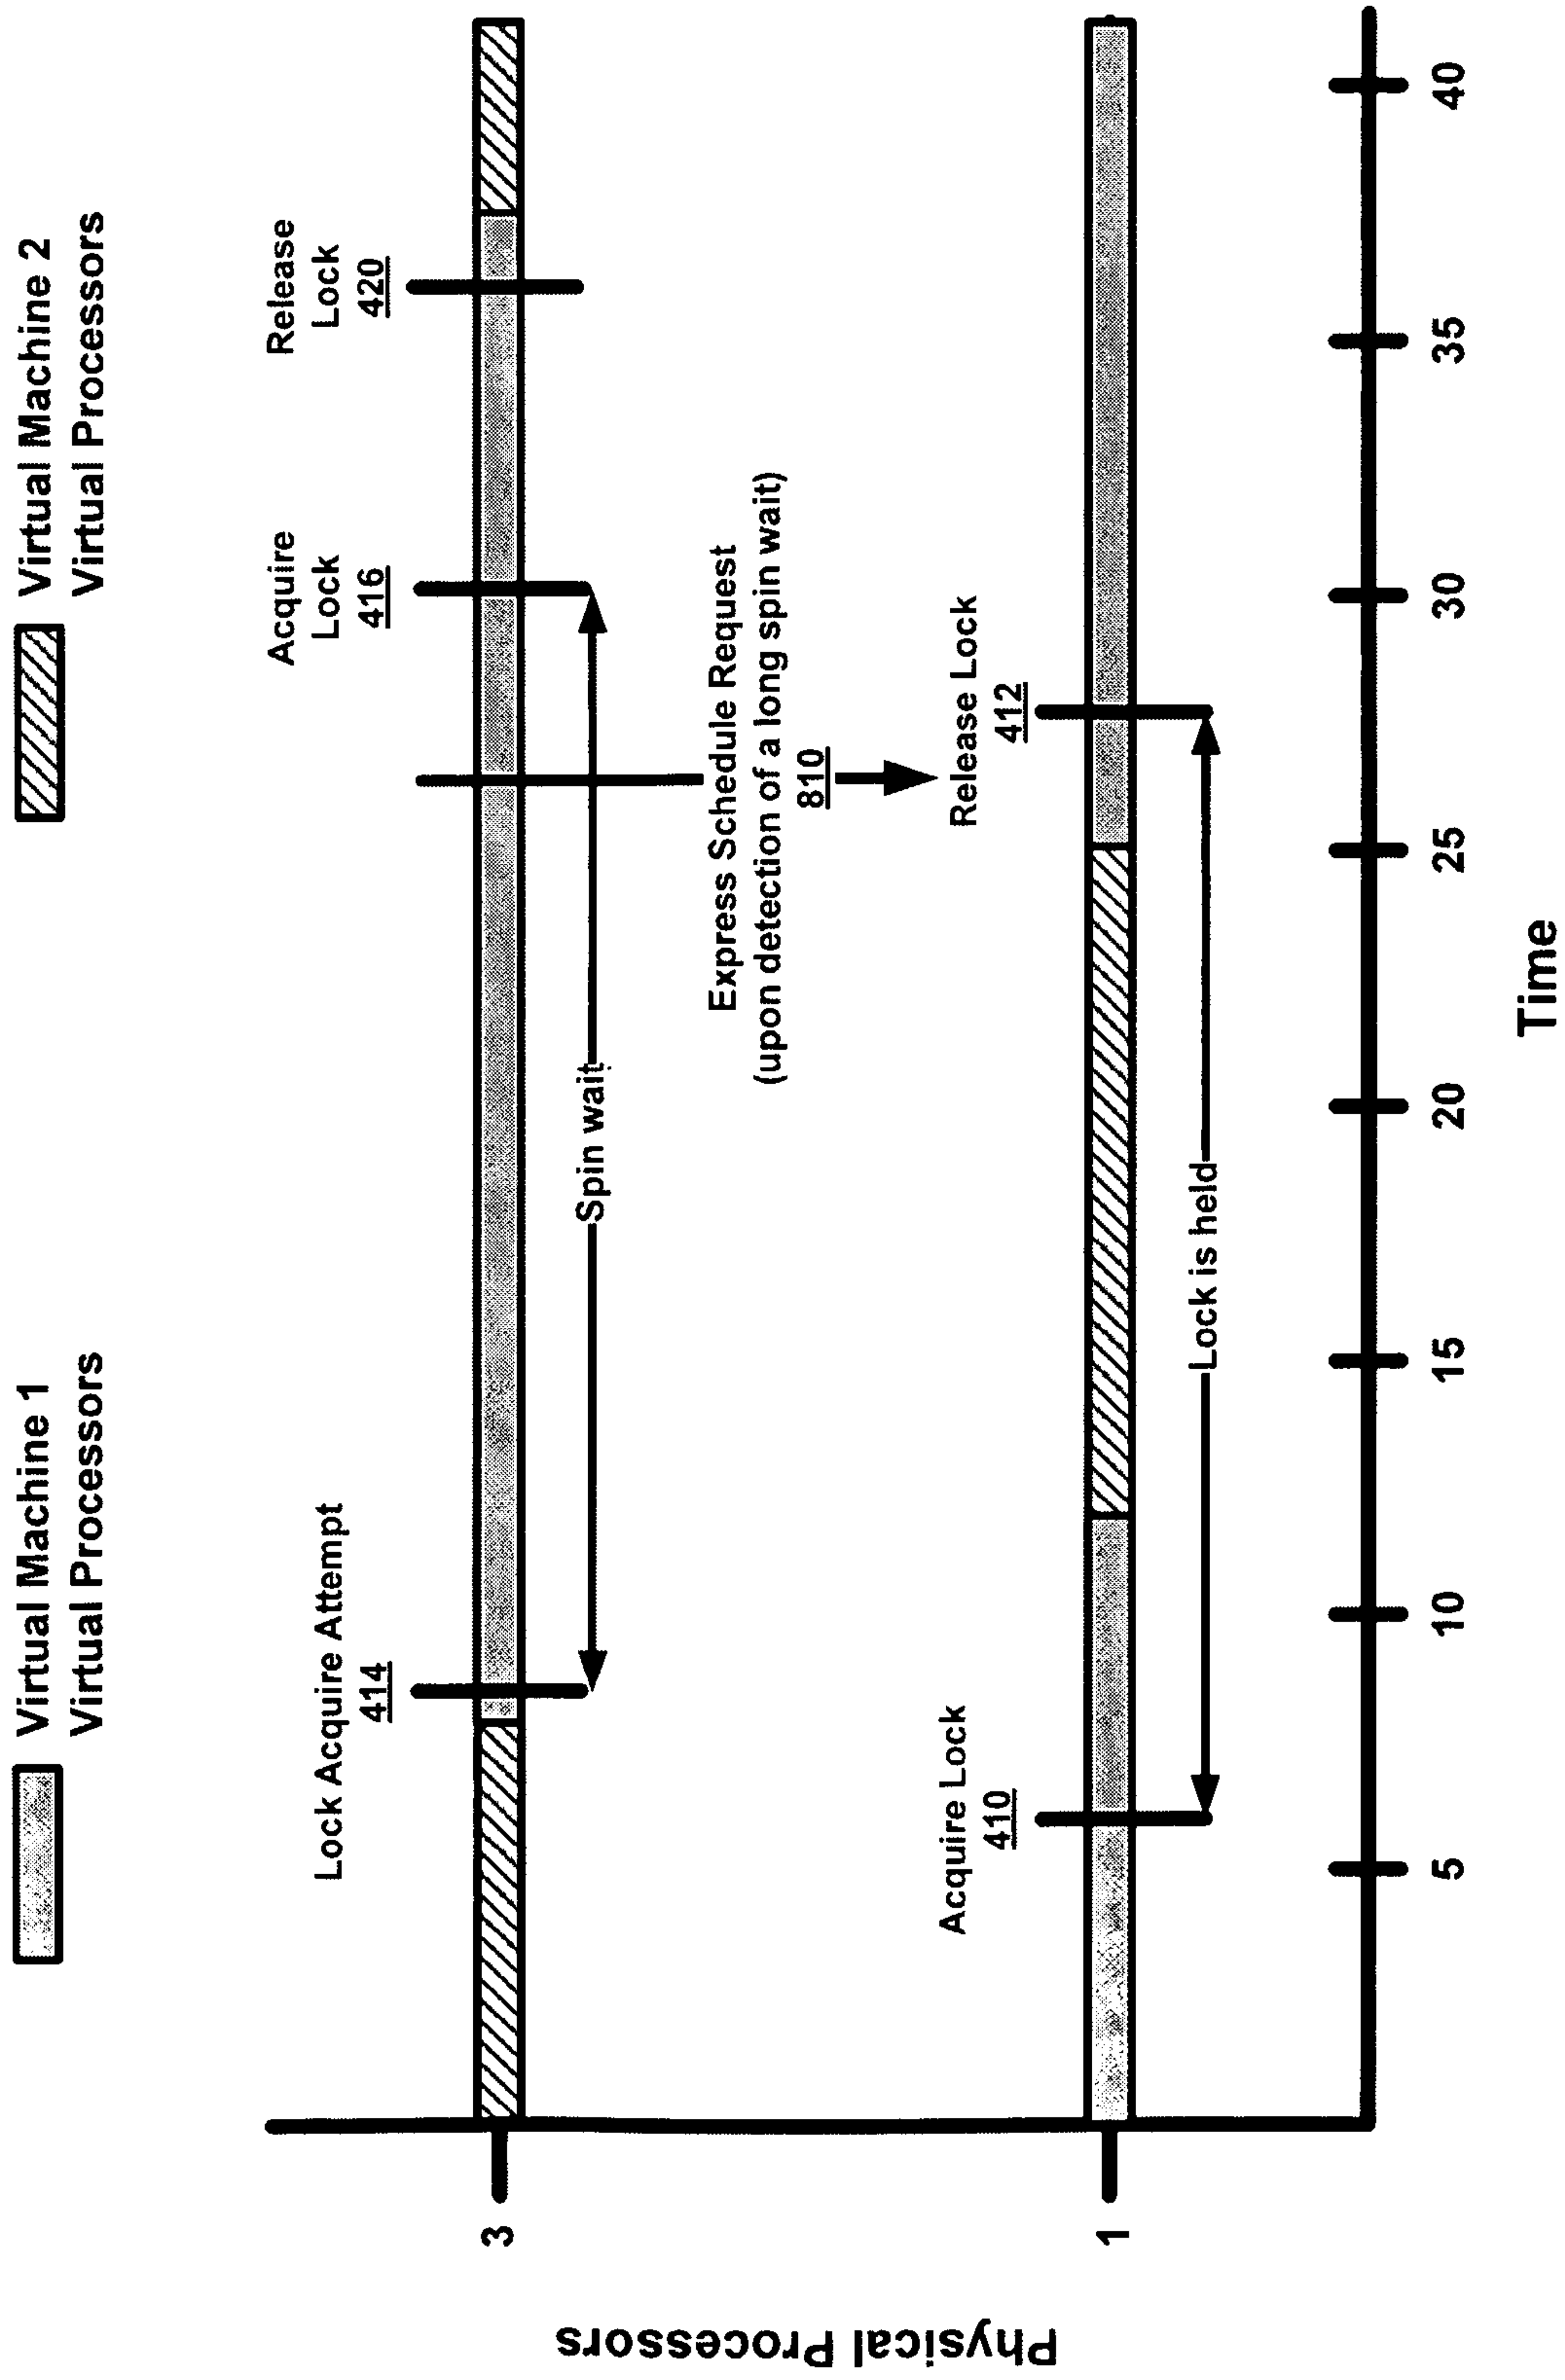 Virtual Machine 1
Virtual Processors
Virtual Machine 2
Virtual Processors
Lock Acquire Attempt
414
Acquire
Lock
416
Release
Lock
420
3
Spin wait
Express Schedule Request
(upon detection of a long spin wait)
810
Acquire Lock
410
Release Lock
412
1
Lock is held
5
10
15
20
25
30
35
40
Time
Physical Processors